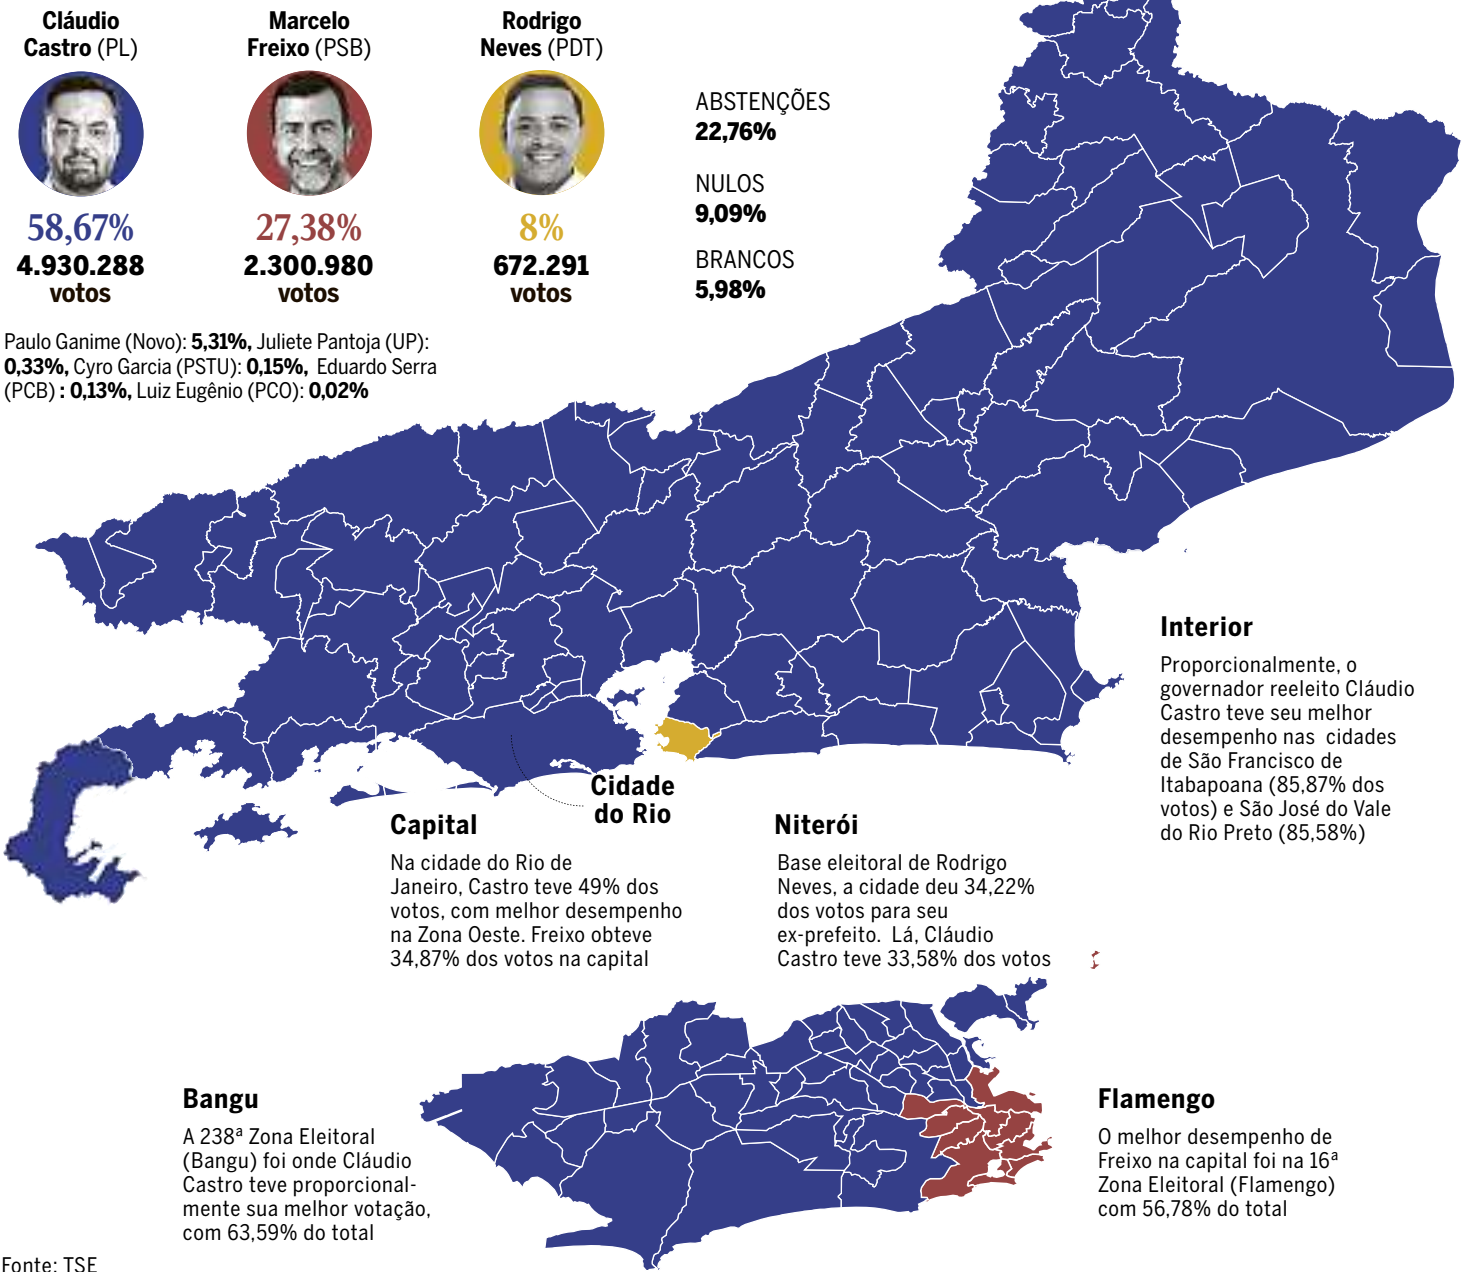 Cláudio
Castro (PL)
58,67%
4.930.288
votos
Marcelo
Freixo (PSB)
27,38%
2.300.980
votos
Rodrigo
Neves (PDT)
8%
672.291
votos
ABSTENÇÕES
22,76%
NULOS
9,09%
BRANCOS
5,98%
Paulo Ganime (Novo): 5,31%, Juliete Pantoja (UP):
0,33%, Cyro Garcia (PSTU): 0,15%, Eduardo Serra
(PCB) : 0,13%, Luiz Eugênio (PCO): 0,02%
Interior
Proporcionalmente, o
governador reeleito Cláudio
Castro teve seu melhor
desempenho nas cidades
de São Francisco de
Itabapoana (85,87% dos
votos) e São José do Vale
do Rio Preto (85,58%)
Cidade
do Rio
Capital
Na cidade do Rio de
Janeiro, Castro teve 49% dos
votos, com melhor desempenho
na Zona Oeste. Freixo obteve
34,87% dos votos na capital
Niterói
Base eleitoral de Rodrigo
Neves, a cidade deu 34,22%
dos votos para seu
ex-prefeito. Lá, Cláudio
Castro teve 33,58% dos votos
Bangu
A 238ª Zona Eleitoral
(Bangu) foi onde Cláudio
Castro teve proporcional-
mente sua melhor votação,
com 63,59% do total
Flamengo
O melhor desempenho de
Freixo na capital foi na 16ª
Zona Eleitoral (Flamengo)
com 56,78% do total
Fonte: TSE